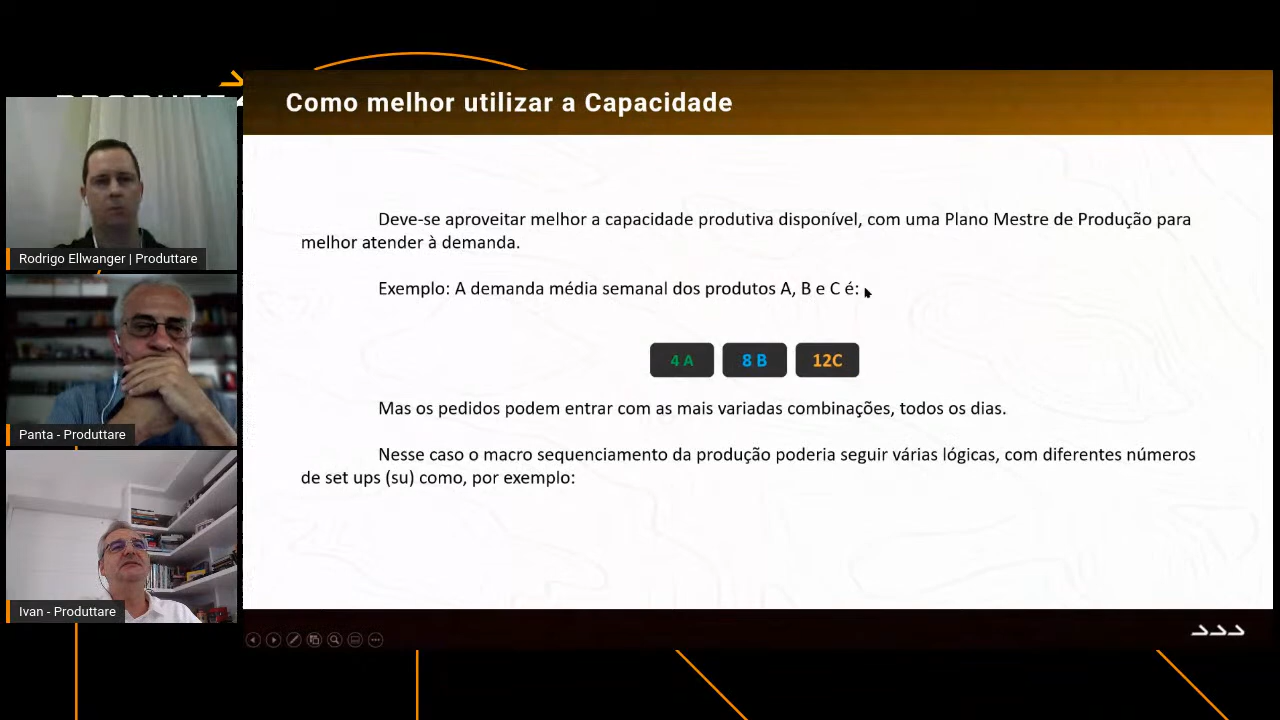 Como melhor utilizar a Capacidade
Rodrigo Ellwanger | Produttare
Panta - Produttare
Ivan - Produttare
Deve-se aproveitar melhor a capacidade produtiva disponível, com uma Plano Mestre de Produção para
melhor atender à demanda.
Exemplo: A demanda média semanal dos produtos A, B e C é:
4 A
8 B
12C
Mas os pedidos podem entrar com as mais variadas combinações, todos os dias.
Nesse caso o macro sequenciamento da produção poderia seguir várias lógicas, com diferentes números
de set ups (su) como, por exemplo: